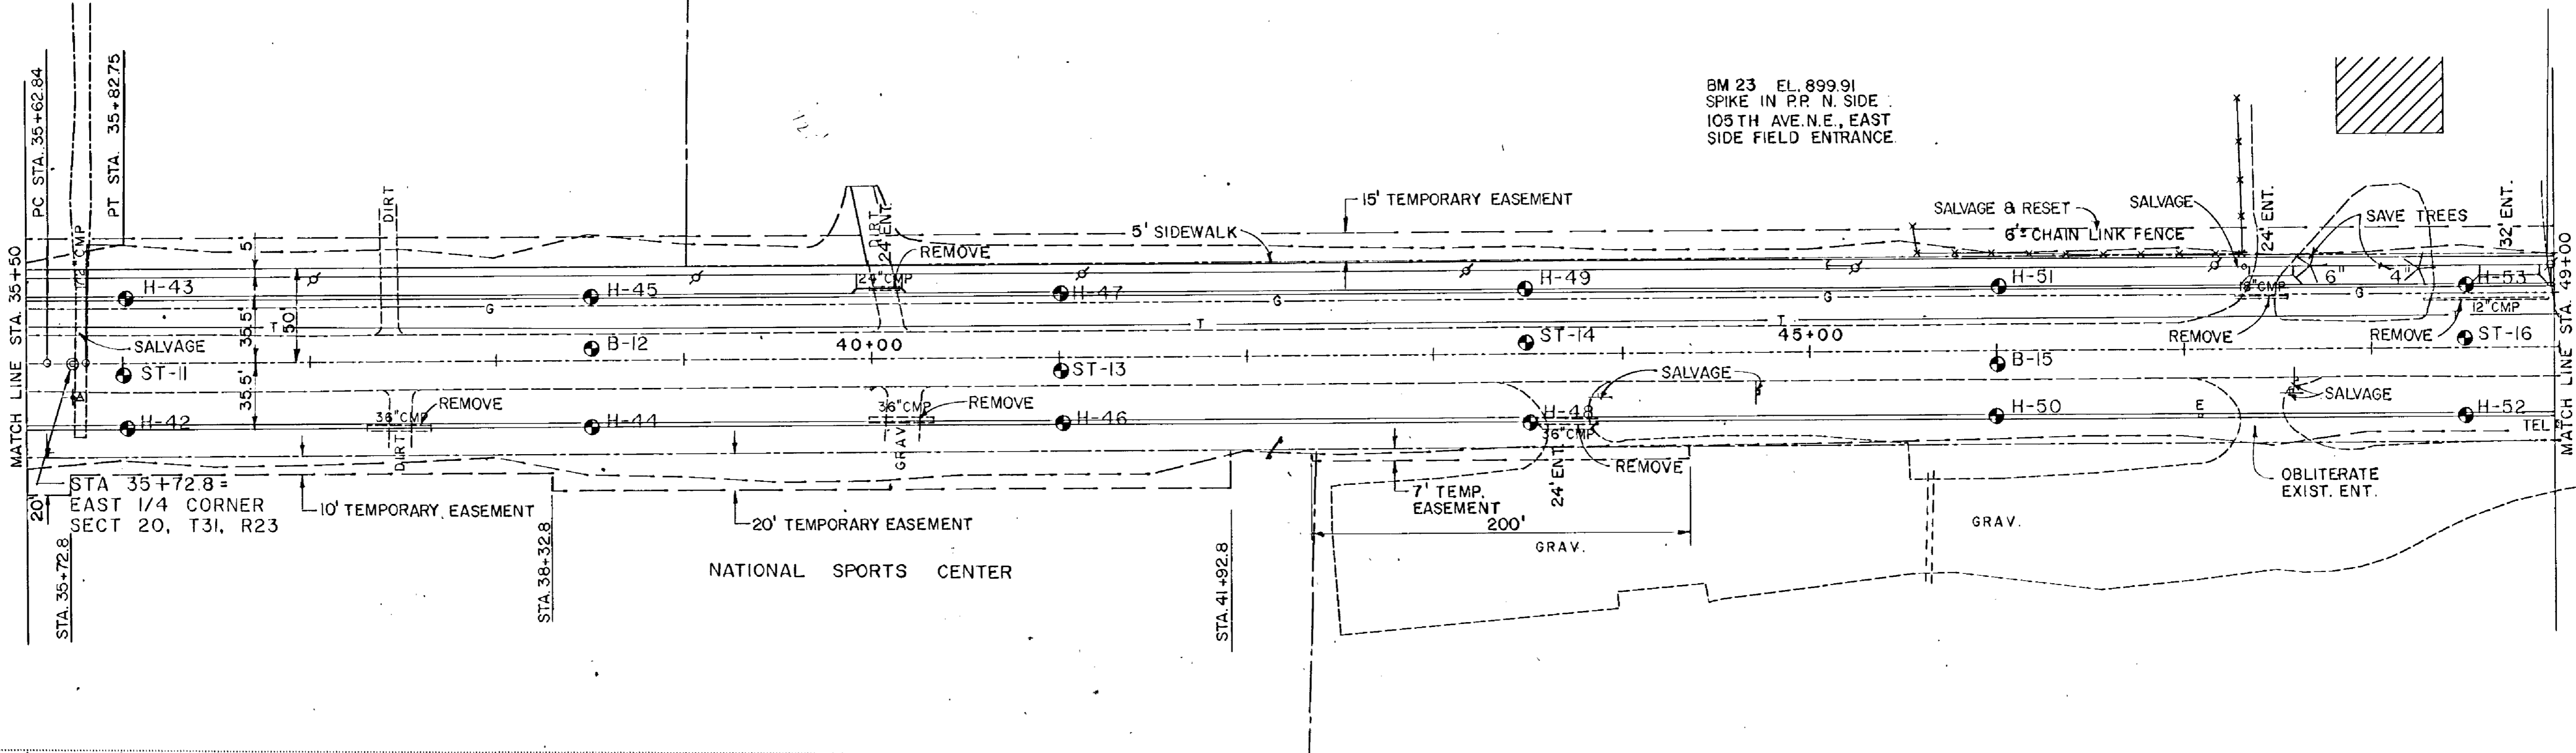 MATCH LINE STA. 35+50
PC STA. 35+62.84
PT STA. 35+82.75
12" CMP
5'
35.5'
50'
35.5'
DIRT
DIRT
24' ENT.
REMOVE
24" CMP
5' SIDEWALK
15' TEMPORARY EASEMENT
BM 23 EL. 899.91
SPIKE IN P.P. N. SIDE
105TH AVE. N.E., EAST
SIDE FIELD ENTRANCE
SALVAGE & RESET
6' CHAIN LINK FENCE
SALVAGE
24' ENT.
SAVE TREES
32' ENT.
MATCH LINE STA. 49+00
H-43
H-45
H-47
H-49
H-51
6"
4"
H-53
G
G
G
G
12" CMP
T
T
T
SALVAGE
B-12
40+00
ST-14
45+00
REMOVE
REMOVE
ST-16
ST-11
ST-13
SALVAGE
B-15
SALVAGE
H-42
36" CMP
REMOVE
H-44
36" CMP
REMOVE
H-46
H-48
36" CMP
H-50
E
H-52
TEL
DIRT
GRAV.
REMOVE
24' ENT.
20'
STA 35+72.8 =
EAST 1/4 CORNER
SECT 20, T31, R23
10' TEMPORARY EASEMENT
20' TEMPORARY EASEMENT
7' TEMP.
EASEMENT
200'
GRAV.
GRAV.
OBLITERATE
EXIST. ENT.
STA. 35+72.8
STA. 38+32.8
STA. 41+92.8
NATIONAL SPORTS CENTER